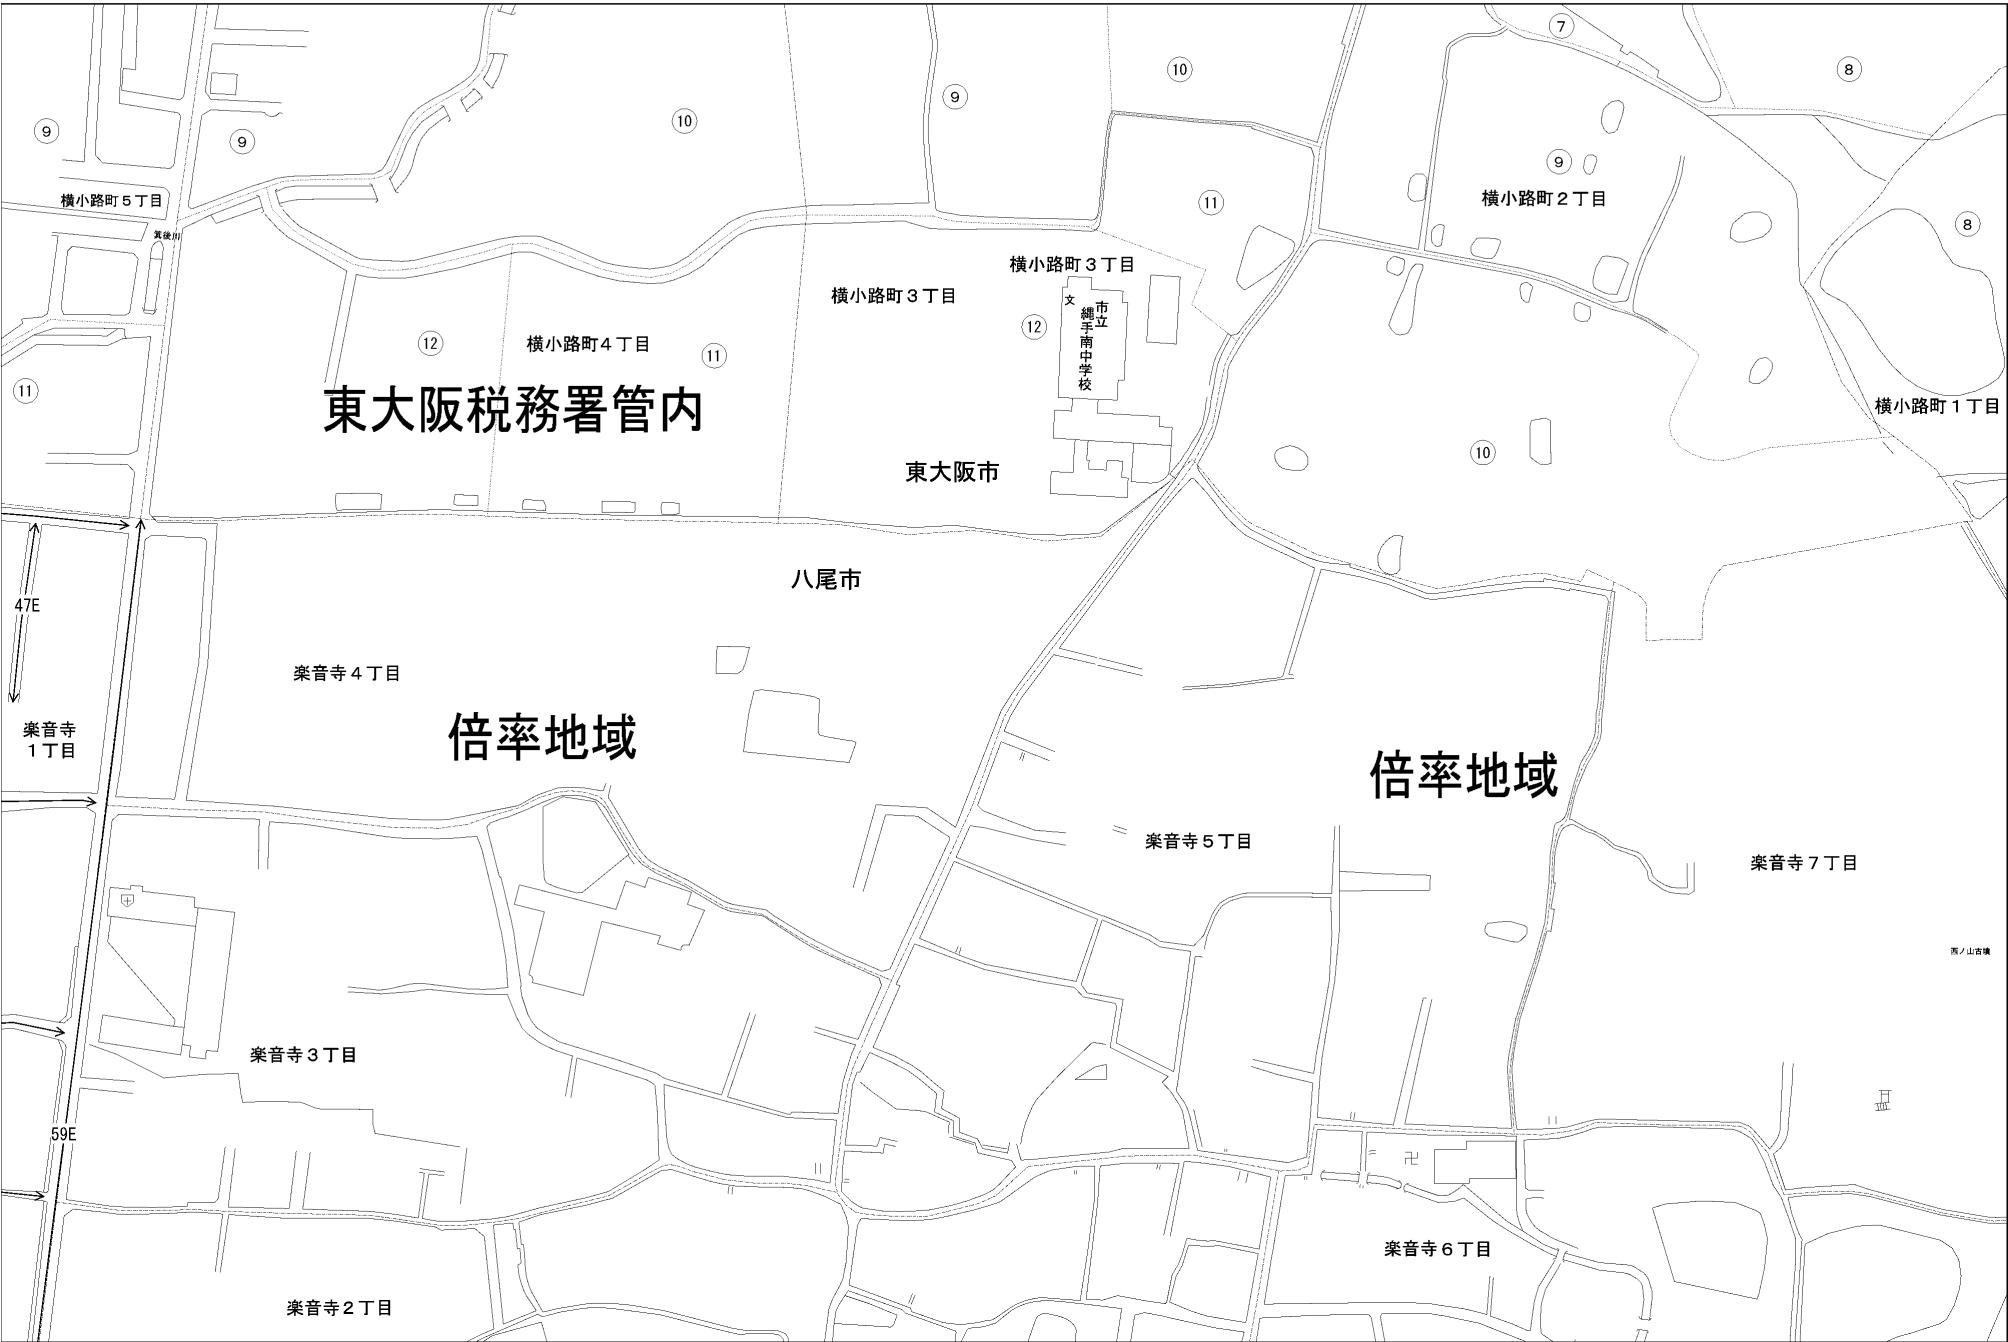 ⑦
⑧
⑩
⑨
⑩
⑨
⑨
⑨
横小路町５丁目
横小路町２丁目
⑪
⑧
箕後川
横小路町３丁目
横小路町３丁目
市立
縄手南中学校
文
⑫
⑫
横小路町４丁目
⑪
⑪
東大阪税務署管内
横小路町１丁目
⑩
東大阪市
八尾市
47E
楽音寺４丁目
楽音寺
１丁目
倍率地域
倍率地域
楽音寺５丁目
楽音寺７丁目
西ノ山古墳
楽音寺３丁目
59E
卍
楽音寺６丁目
楽音寺２丁目